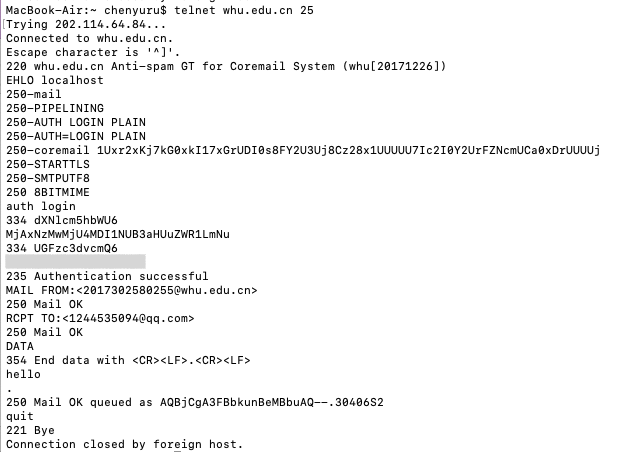 MacBook-Air:~ chenyuru$ telnet whu.edu.cn 25
Trying 202.114.64.84...
Connected to whu.edu.cn.
Escape character is '^]'.
220 whu.edu.cn Anti-spam GT for Coremail System (whu[20171226])
EHLO localhost
250-mail
250-PIPELINING
250-AUTH LOGIN PLAIN
250-AUTH=LOGIN PLAIN
250-coremail 1Uxr2xKj7kG0xkI17xGrUDI0s8FY2U3Uj8Cz28x1UUUUU7Ic2I0Y2UrFZNcmUCa0xDrUUUUj
250-STARTTLS
250-SMTPUTF8
250 8BITMIME
auth login
334 dXNlcm5hbWU6
MjAxNzMwMjU4MDI1NUB3aHUuZWR1LmNu
334 UGFzc3dvcmQ6
235 Authentication successful
MAIL FROM:<2017302580255@whu.edu.cn>
250 Mail OK
RCPT TO:<1244535094@qq.com>
250 Mail OK
DATA
354 End data with <CR><LF>.<CR><LF>
hello
.
250 Mail OK queued as AQBjCgA3FBbkunBeMBbuAQ--.30406S2
quit
221 Bye
Connection closed by foreign host.